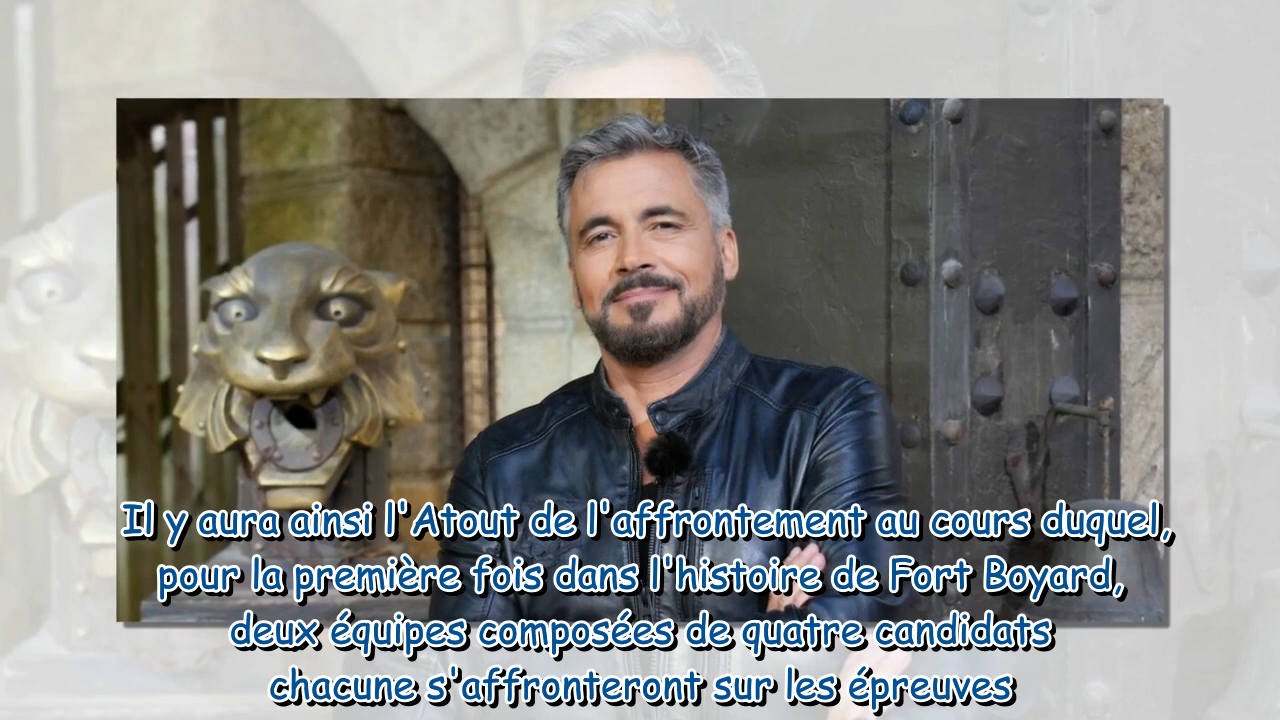 Il y aura ainsi l'Atout de l'affrontement au cours duquel,
pour la première fois dans l'histoire de Fort Boyard,
deux équipes composées de quatre candidats
chacune s'affronteront sur les épreuves